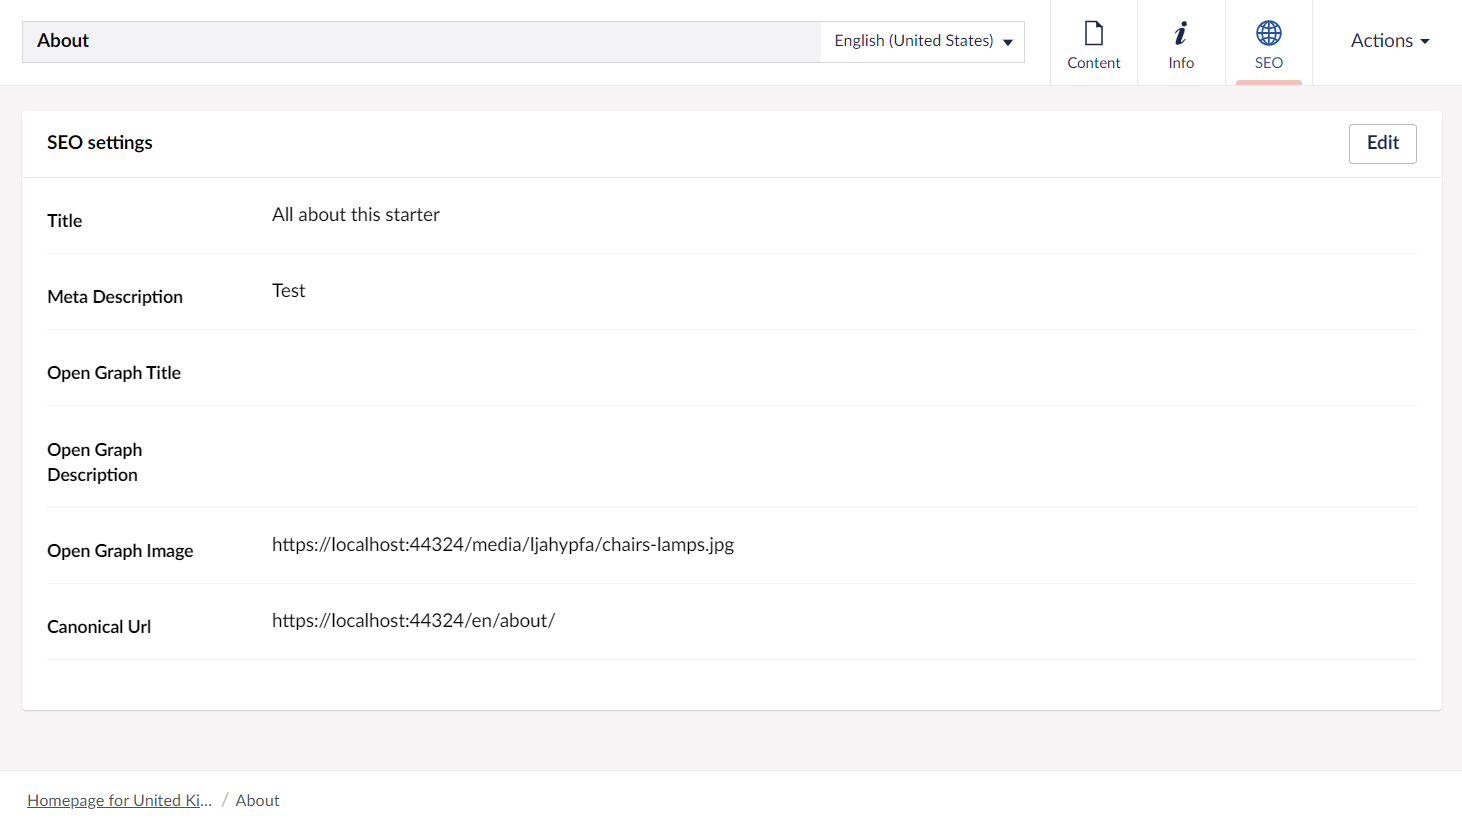 About
English (United States)
Content
Info
SEO
Actions
SEO settings
Edit
Title
All about this starter
Meta Description
Test
Open Graph Title
Open Graph
Description
Open Graph Image
https://localhost:44324/media/ljahypfa/chairs-lamps.jpg
Canonical Url
https://localhost:44324/en/about/
Homepage for United Ki... / About